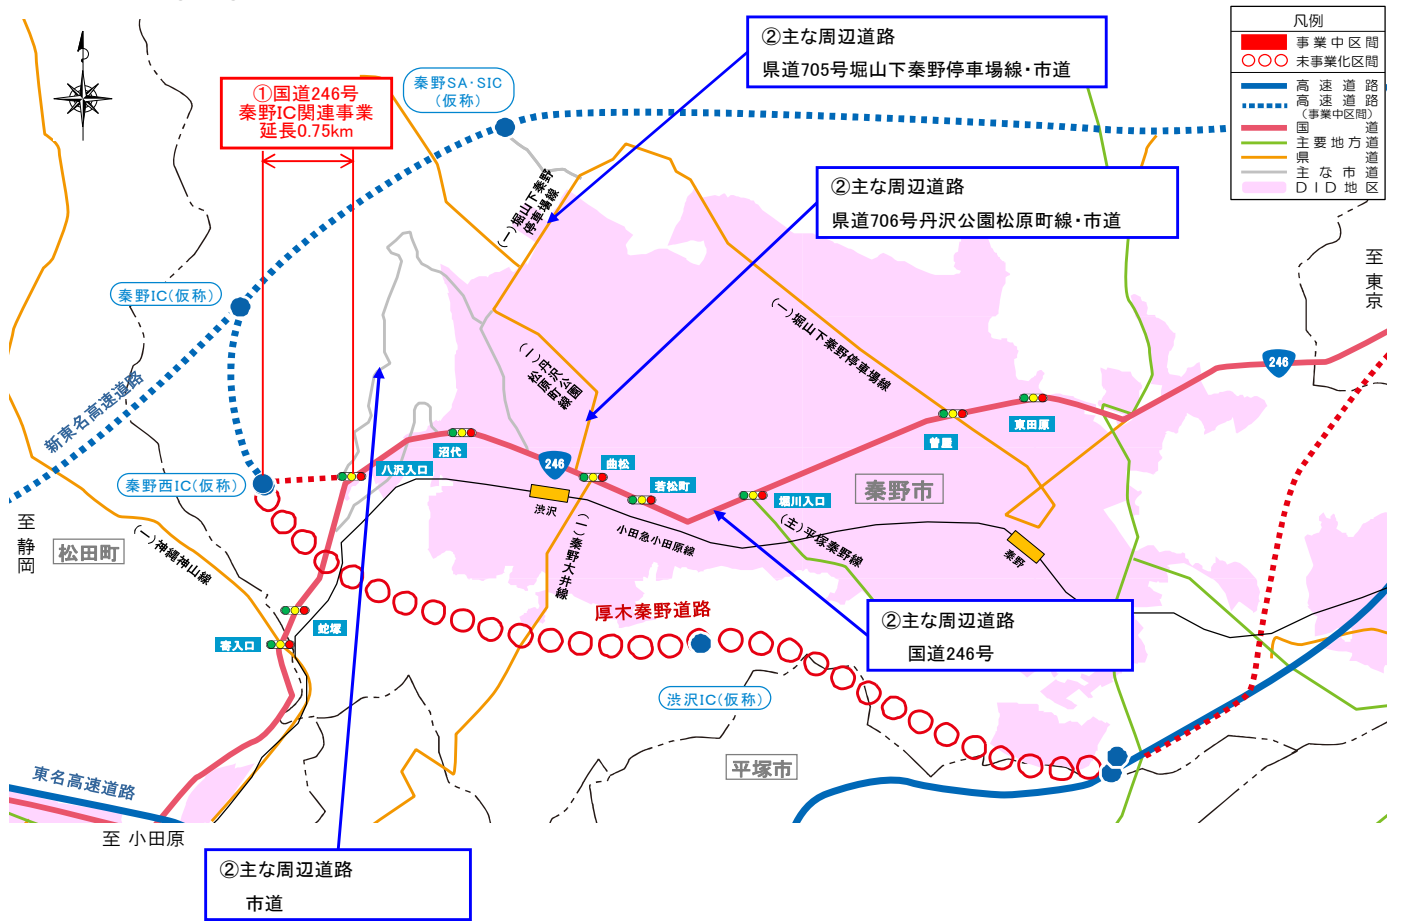 ②主な周辺道路
県道705号堀山下秦野停車場線・市道
凡例
事業中区間
未事業化区間
高速道路
高速道路
(事業中区間)
国道
主要地方道
県道
主な市道
DID地区
秦野SA・SIC
(仮称)
①国道246号
秦野IC関連事業
延長0.75km
②主な周辺道路
県道706号丹沢公園松原町線・市道
(一)堀山下秦野
停車場線
至東京
秦野IC(仮称)
(一)堀山下秦野停車場線
(一)丹沢公園
松原町線
246
新東名高速道路
東田原
曽屋
沼代
八沢入口
246
曲松
若松町
堀川入口
秦野市
秦野西IC(仮称)
渋沢
小田急小田原線
(主)平塚秦野線
秦野
至静岡
松田町
(一)神縄神山線
(一)秦野大井線
厚木秦野道路
②主な周辺道路
国道246号
蛇塚
寄入口
渋沢IC(仮称)
平塚市
東名高速道路
至 小田原
②主な周辺道路
市道